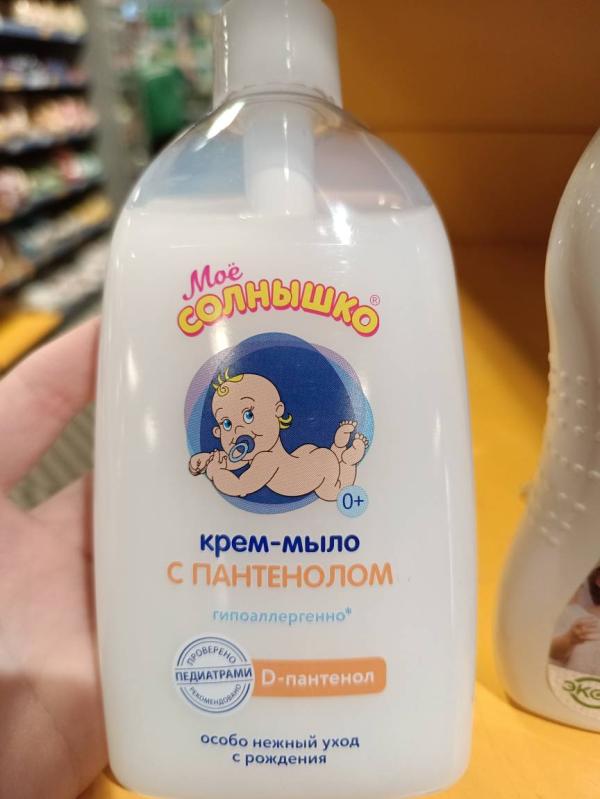 Моё
СОЛНЫШКО®
0+
крем-мыло
С ПАНТЕНОЛОМ
гипоаллергенно*
ПРОВЕРЕНО
ПЕДИАТРАМИ
РЕКОМЕНДОВАНО
D-пантенол
особо нежный уход
с рождения